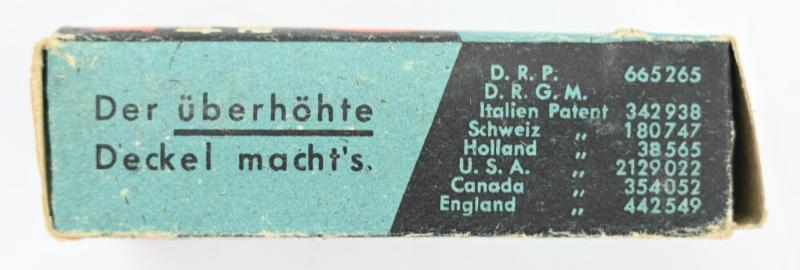 Der überhöhte
Deckel macht's.
D. R. P. 665265
D. R. G. M.
Italien Patent 342938
Schweiz „ 180747
Holland „ 38565
U. S. A. „ 2129022
Canada „ 354052
England „ 442549